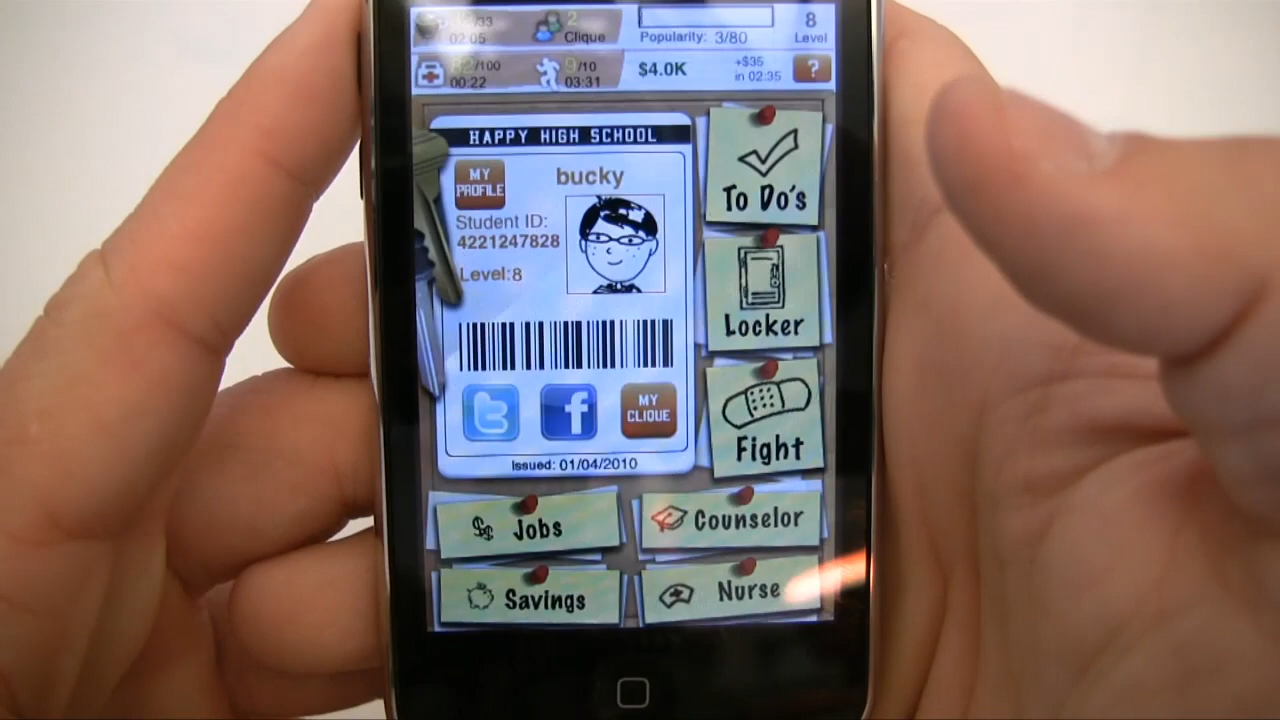 /33
02:05
2
Clique
Popularity: 3/80
8
Level
/100
00:22
9/10
03:31
$4.0K
+$35
in 02:35
?
HAPPY HIGH SCHOOL
MY
PROFILE
bucky
Student ID:
4221247828
Level:8
MY
CLIQUE
Issued: 01/04/2010
To Do's
Locker
Fight
Jobs
Counselor
Savings
Nurse